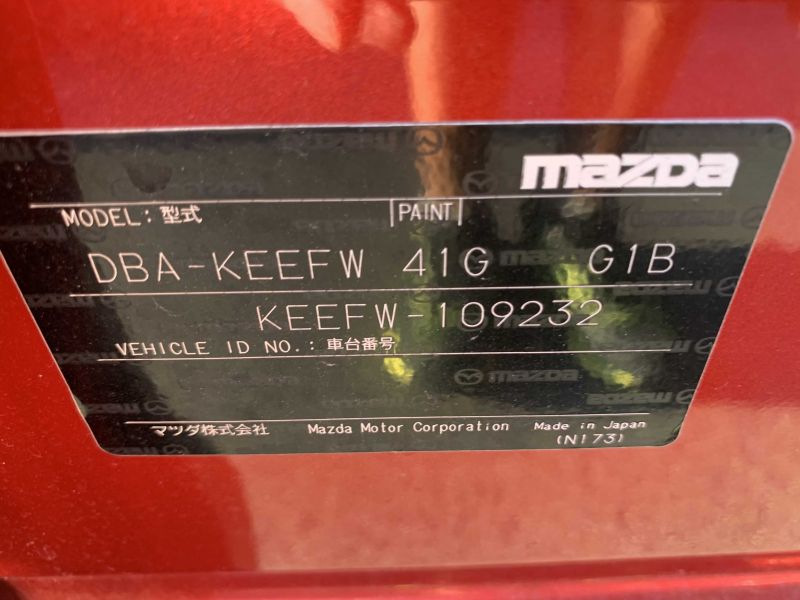 mazda
MODEL: 型式 PAINT
DBA-KEEFW 41G G1B
KEEFW-109232
VEHICLE ID NO.: 車台番号
mazda
マツダ株式会社 Mazda Motor Corporation Made in Japan
(N173)